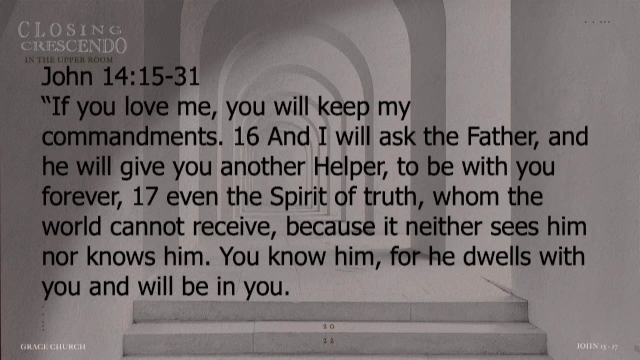 CLOSING
CRESCENDO
IN THE UPPER ROOM
John 14:15-31
“If you love me, you will keep my
commandments. 16 And I will ask the Father, and
he will give you another Helper, to be with you
forever, 17 even the Spirit of truth, whom the
world cannot receive, because it neither sees him
nor knows him. You know him, for he dwells with
you and will be in you.
GRACE CHURCH
JOHN 13-17